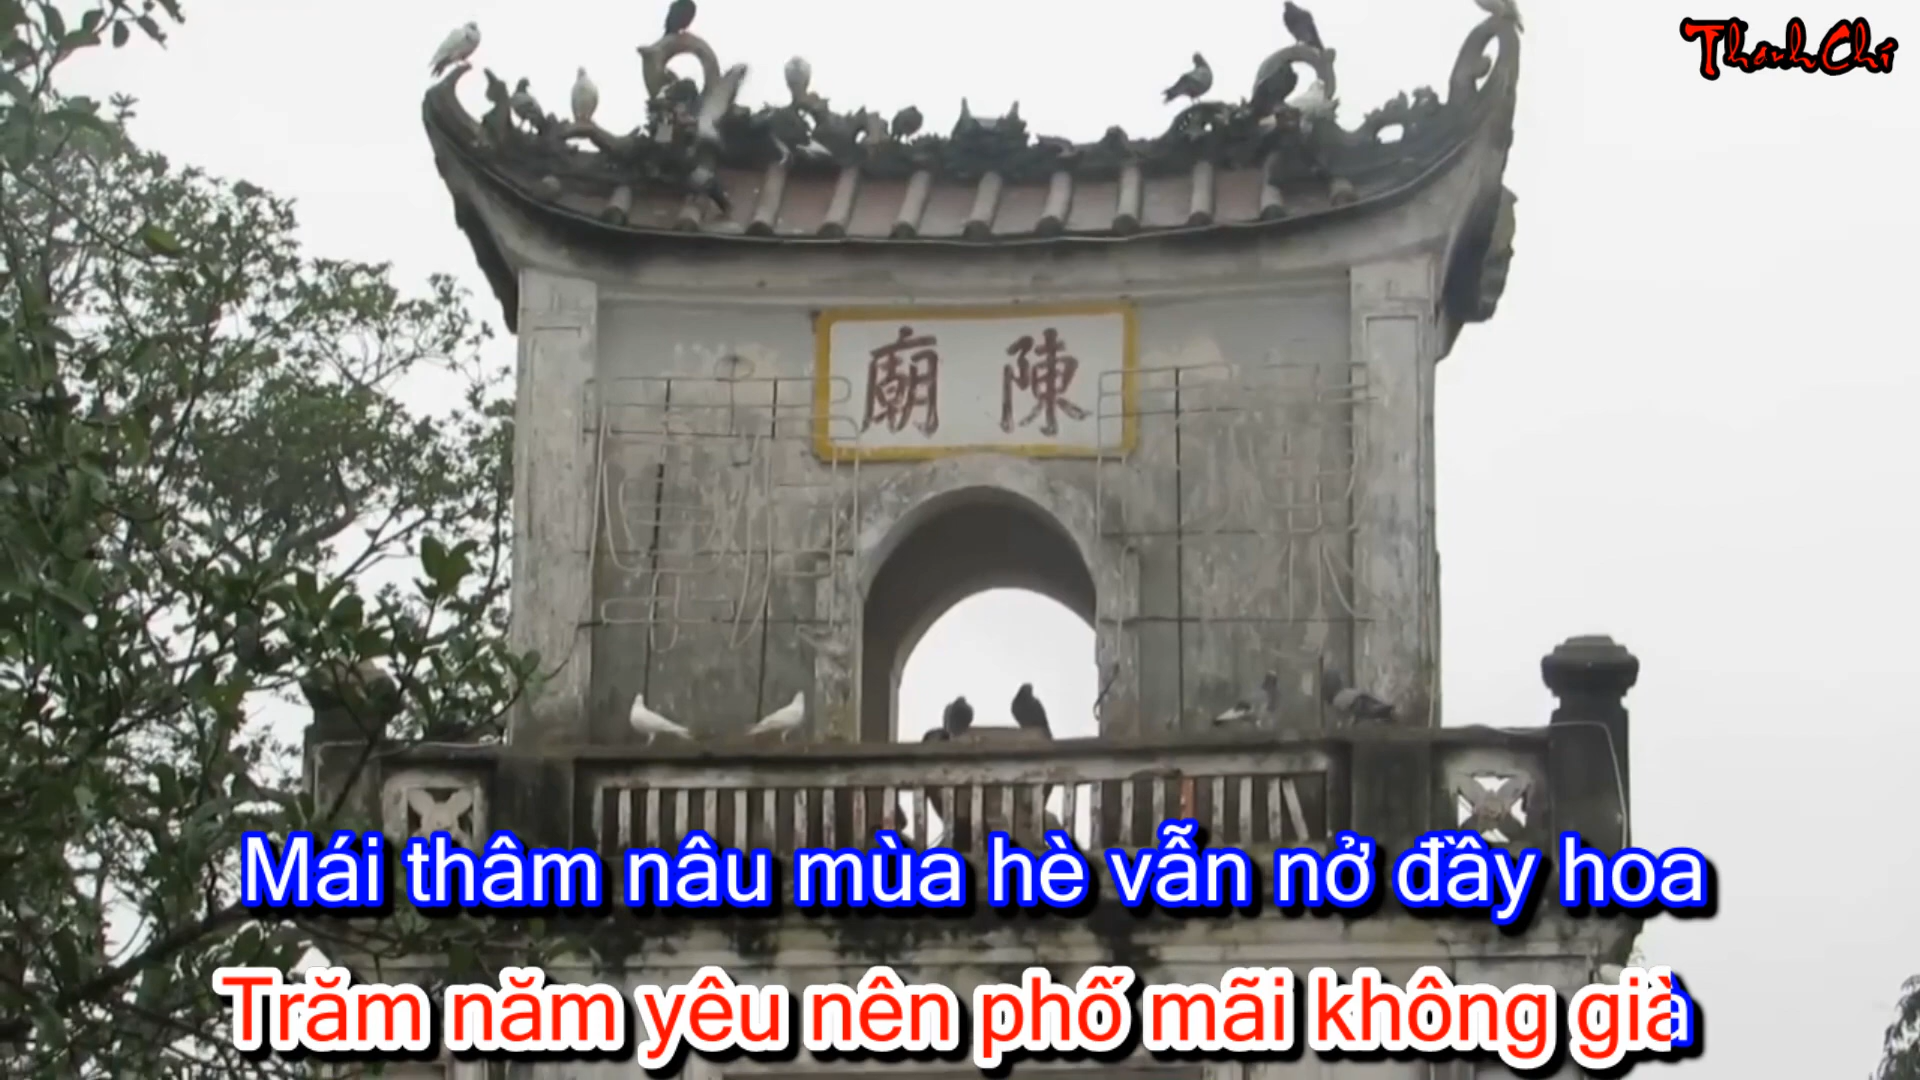 ThanhChí
陳廟
Mái thâm nâu mùa hè vẫn nở đầy hoa
Trăm năm yêu nên phố mãi không già